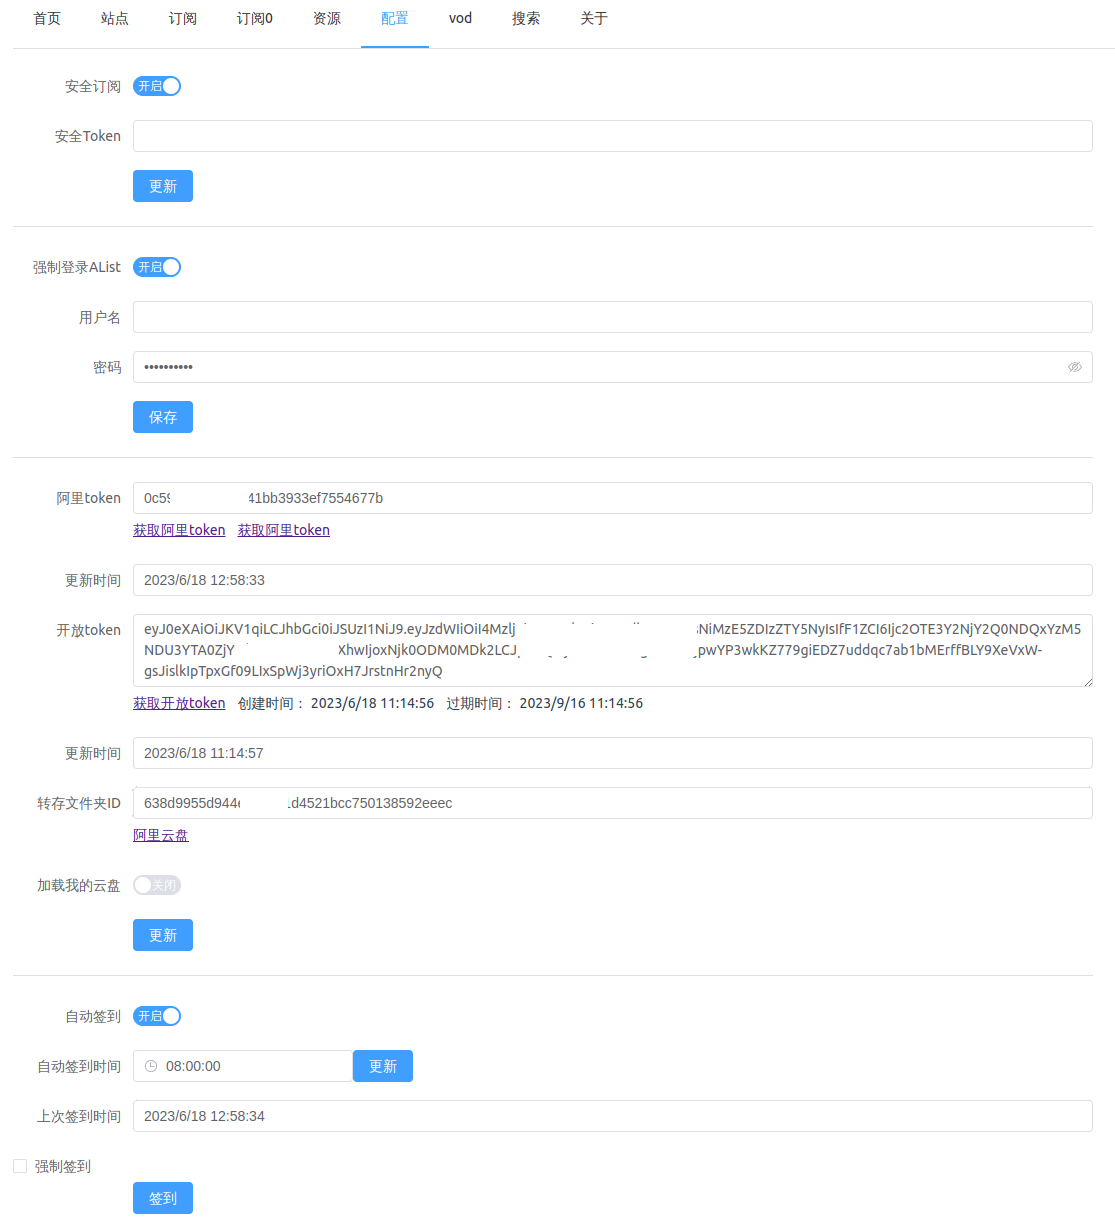 首页 站点 订阅 订阅0 资源 配置 vod 搜索 关于
安全订阅 开启
安全Token
更新
强制登录AList 开启
用户名
密码 ••••••••••
保存
阿里token 0c59 41bb3933ef7554677b
获取阿里token 获取阿里token
更新时间 2023/6/18 12:58:33
开放token eyJ0eXAiOiJKV1qiLCJhbGci0iJSUzI1NiJ9.eyJzdWIiOiI4Mzlj NiMzE5ZDIzZTY5NyIsIfF1ZCI6Ijc2OTE3Y2NjY2Q0NDQxYzM5
NDU3YTA0ZjY XhwIjoxNjk0ODM0MDk2LCJ pwYP3wkKZ779giEDZ7uddqc7ab1bMErffBLY9XeVxW-
gsJislkIpTpxGf09LIxSpWj3yriOxH7JrstnHr2nyQ
获取开放token 创建时间： 2023/6/18 11:14:56 过期时间： 2023/9/16 11:14:56
更新时间 2023/6/18 11:14:57
转存文件夹ID 638d9955d944 1d4521bcc750138592eeec
阿里云盘
加载我的云盘 关闭
更新
自动签到 开启
自动签到时间 08:00:00 更新
上次签到时间 2023/6/18 12:58:34
强制签到
签到